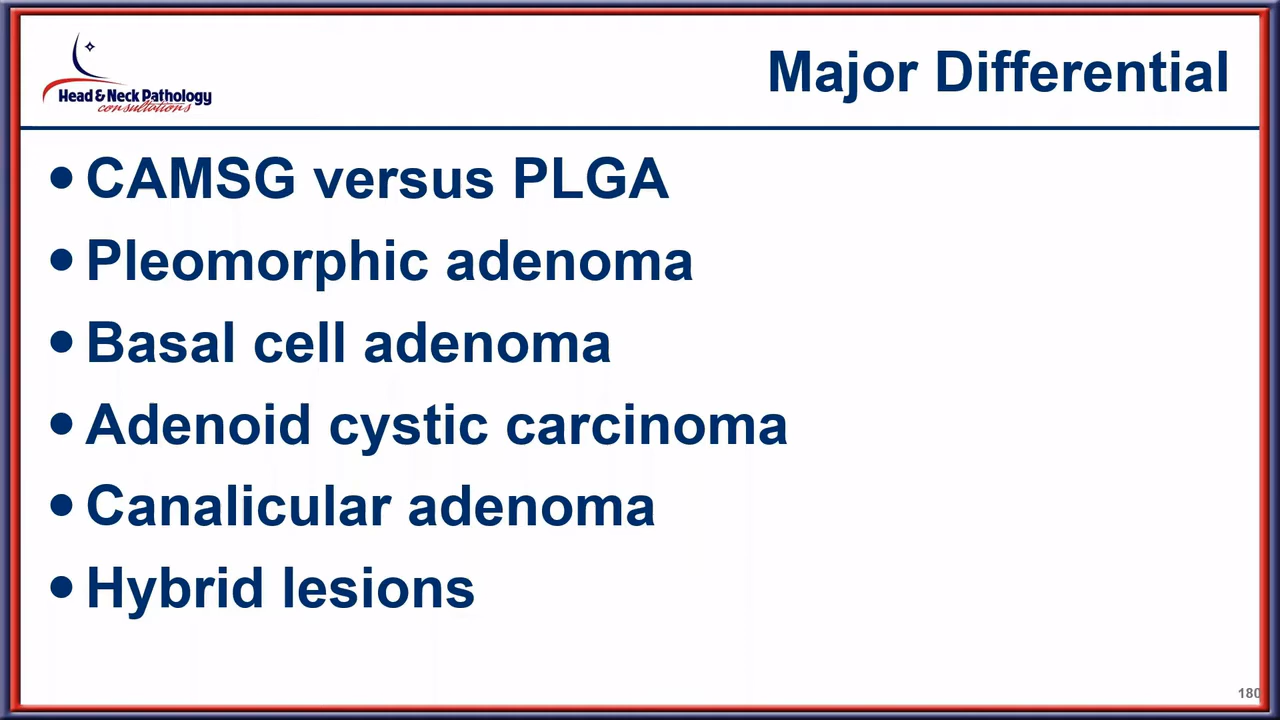 Head & Neck Pathology
consultations
Major Differential
• CAMSG versus PLGA
• Pleomorphic adenoma
• Basal cell adenoma
• Adenoid cystic carcinoma
• Canalicular adenoma
• Hybrid lesions
180